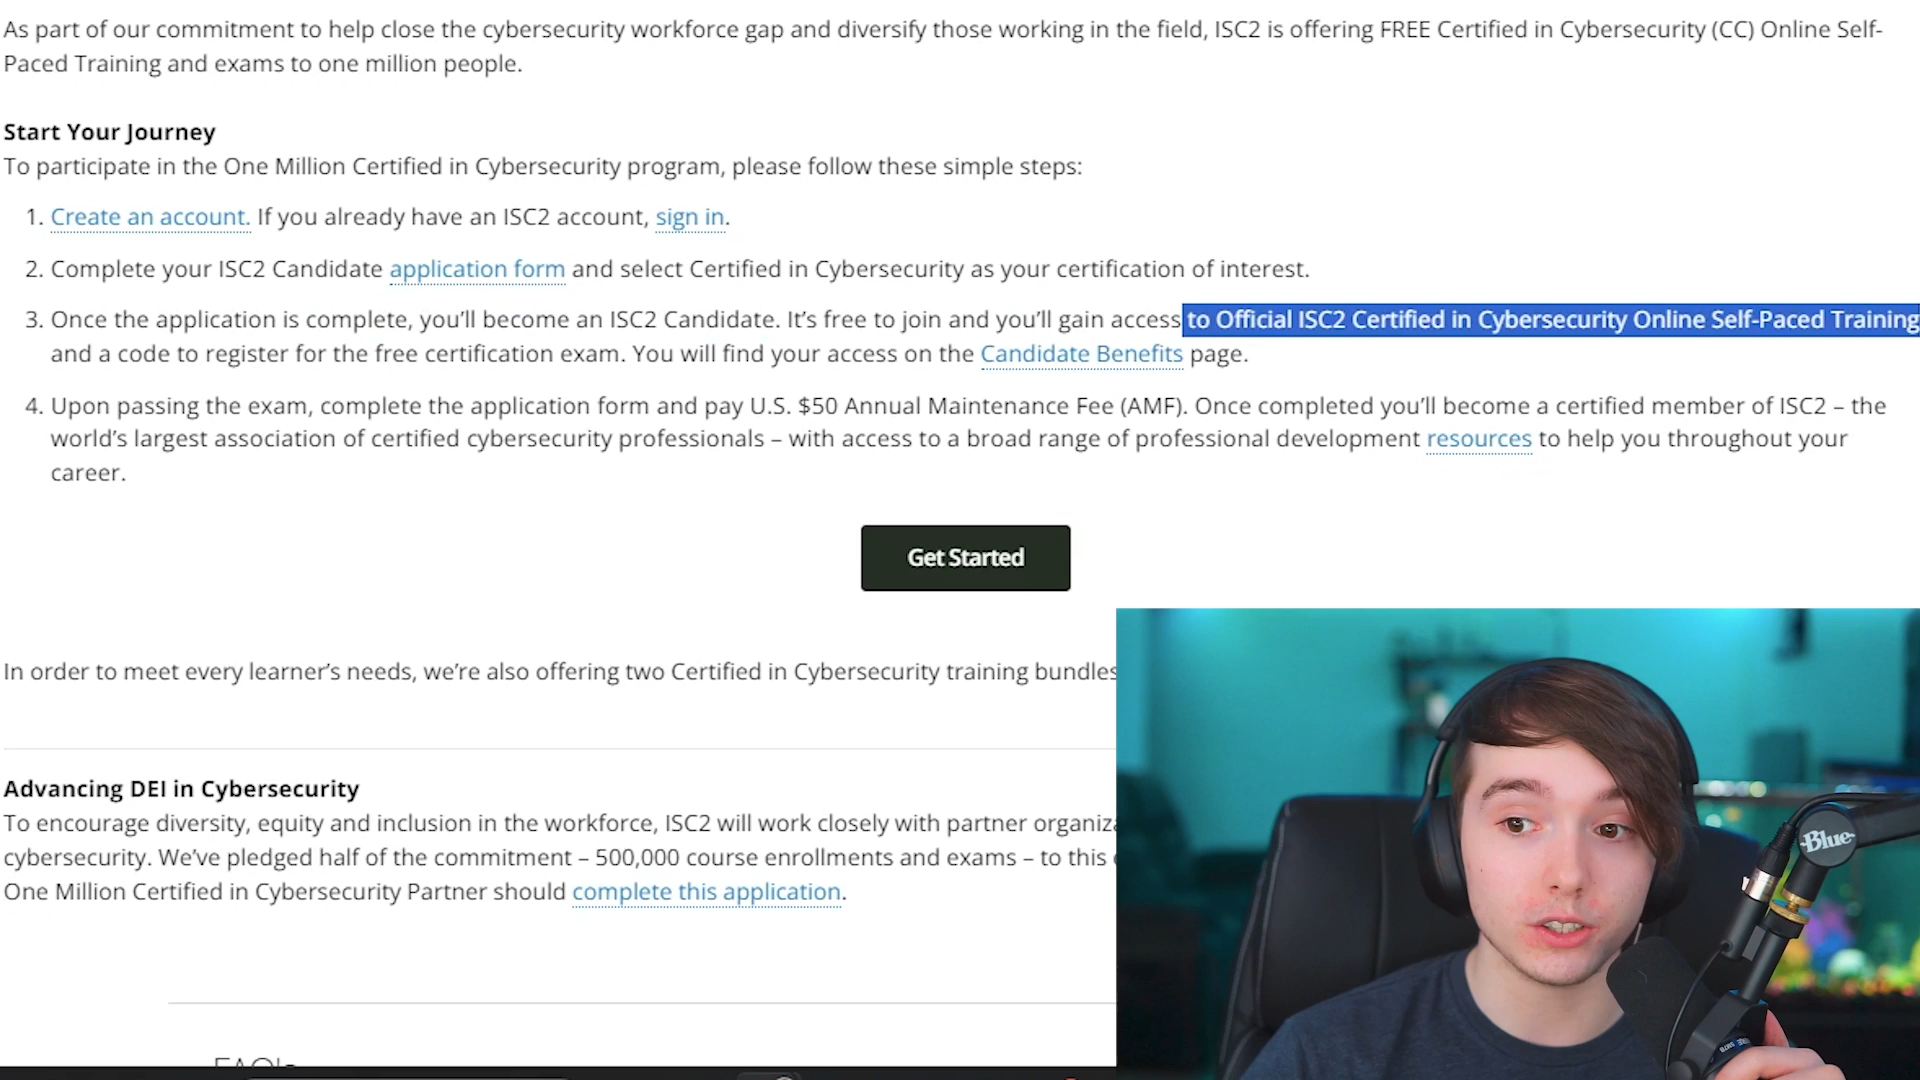 As part of our commitment to help close the cybersecurity workforce gap and diversify those working in the field, ISC2 is offering FREE Certified in Cybersecurity (CC) Online Self-
Paced Training and exams to one million people.
Start Your Journey
To participate in the One Million Certified in Cybersecurity program, please follow these simple steps:
1. Create an account. If you already have an ISC2 account, sign in.
2. Complete your ISC2 Candidate application form and select Certified in Cybersecurity as your certification of interest.
3. Once the application is complete, you’ll become an ISC2 Candidate. It’s free to join and you’ll gain access to Official ISC2 Certified in Cybersecurity Online Self-Paced Training
and a code to register for the free certification exam. You will find your access on the Candidate Benefits page.
4. Upon passing the exam, complete the application form and pay U.S. $50 Annual Maintenance Fee (AMF). Once completed you’ll become a certified member of ISC2 – the
world’s largest association of certified cybersecurity professionals – with access to a broad range of professional development resources to help you throughout your
career.
Get Started
In order to meet every learner’s needs, we’re also offering two Certified in Cybersecurity training bundles
Advancing DEI in Cybersecurity
To encourage diversity, equity and inclusion in the workforce, ISC2 will work closely with partner organiza
cybersecurity. We’ve pledged half of the commitment – 500,000 course enrollments and exams – to this
One Million Certified in Cybersecurity Partner should complete this application.
Blue
FAQ's